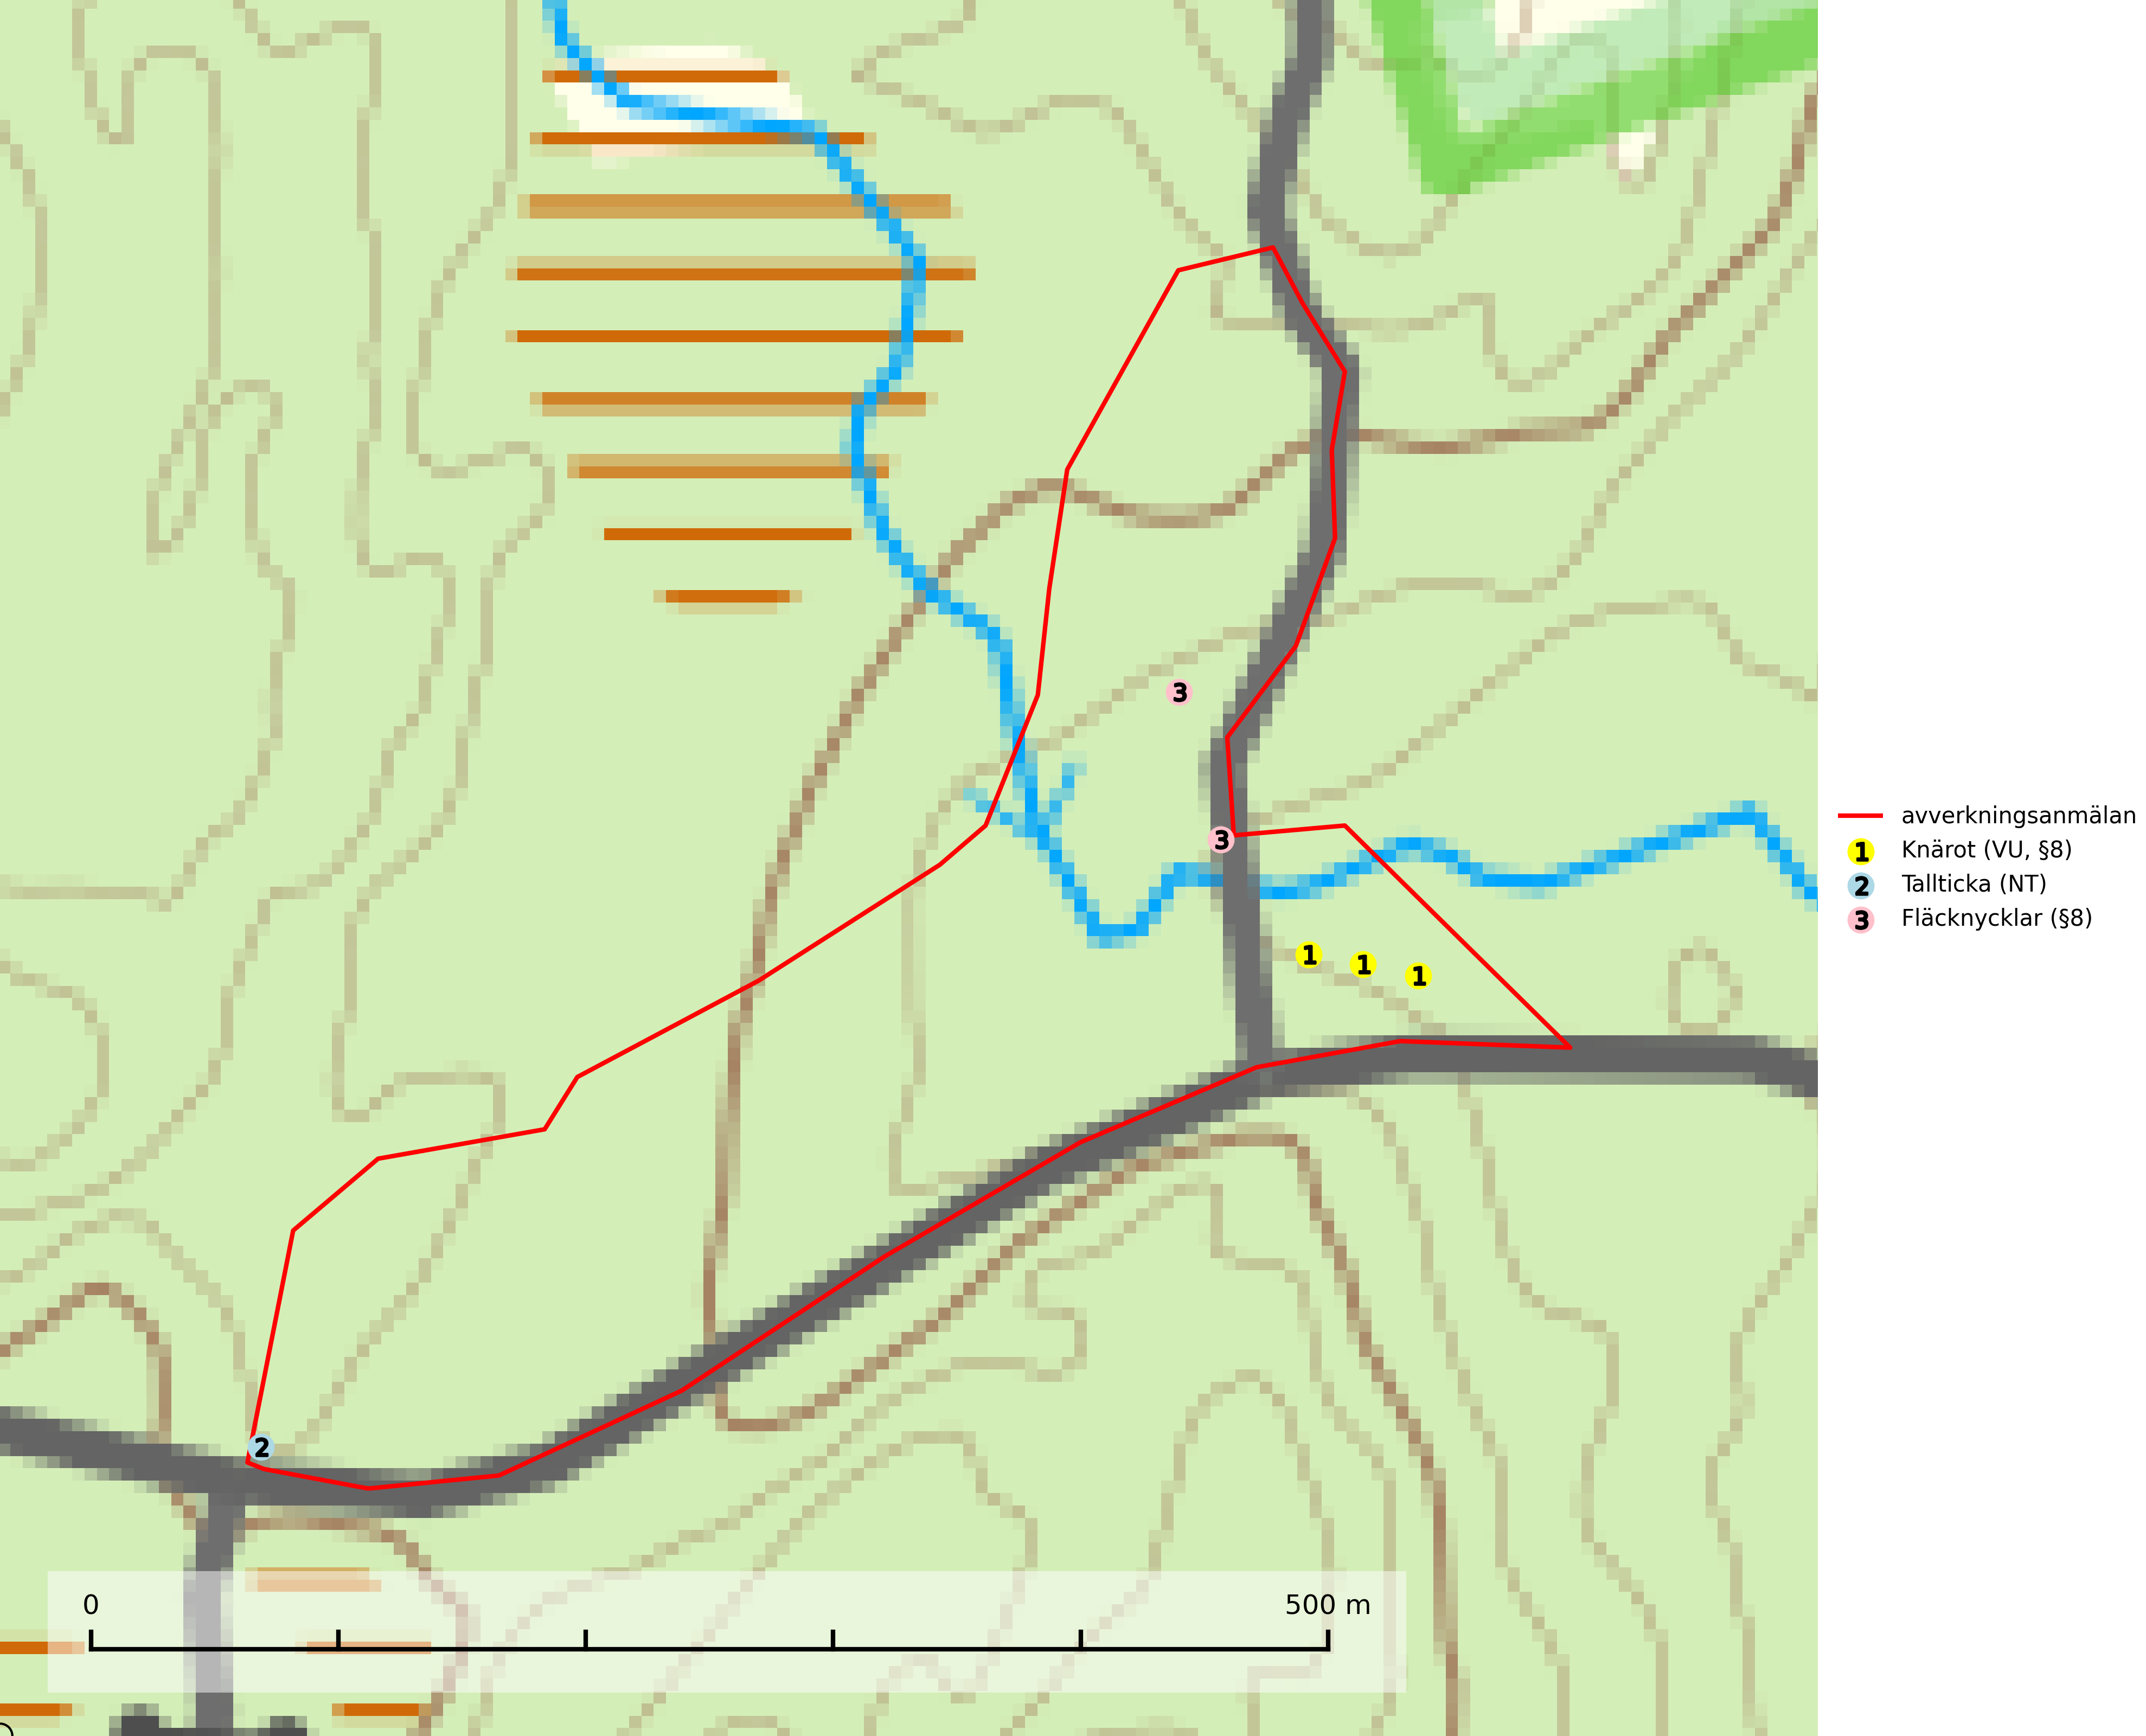 3
3
avverkningsanmälan
1 Knärot (VU, §8)
2 Tallticka (NT)
3 Fläcknycklar (§8)
1 1 1
2
0 500 m